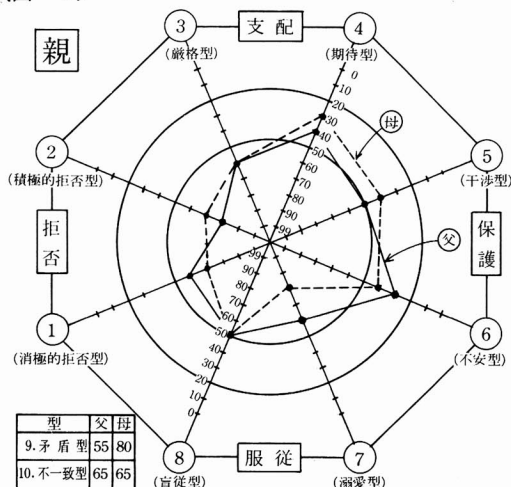 親
③
(厳格型)
支配
④
(期待型)
②
(積極的拒否型)
母
⑤
(干渉型)
拒否
保護
父
①
(消極的拒否型)
⑥
(不安型)
0
10
20
30
40
50
60
70
80
90
99
99
90
80
70
60
50
40
30
20
10
0
型 父 母
9.矛盾型 55 80
10.不一致型 65 65
⑧
(盲従型)
服従
⑦
(溺愛型)